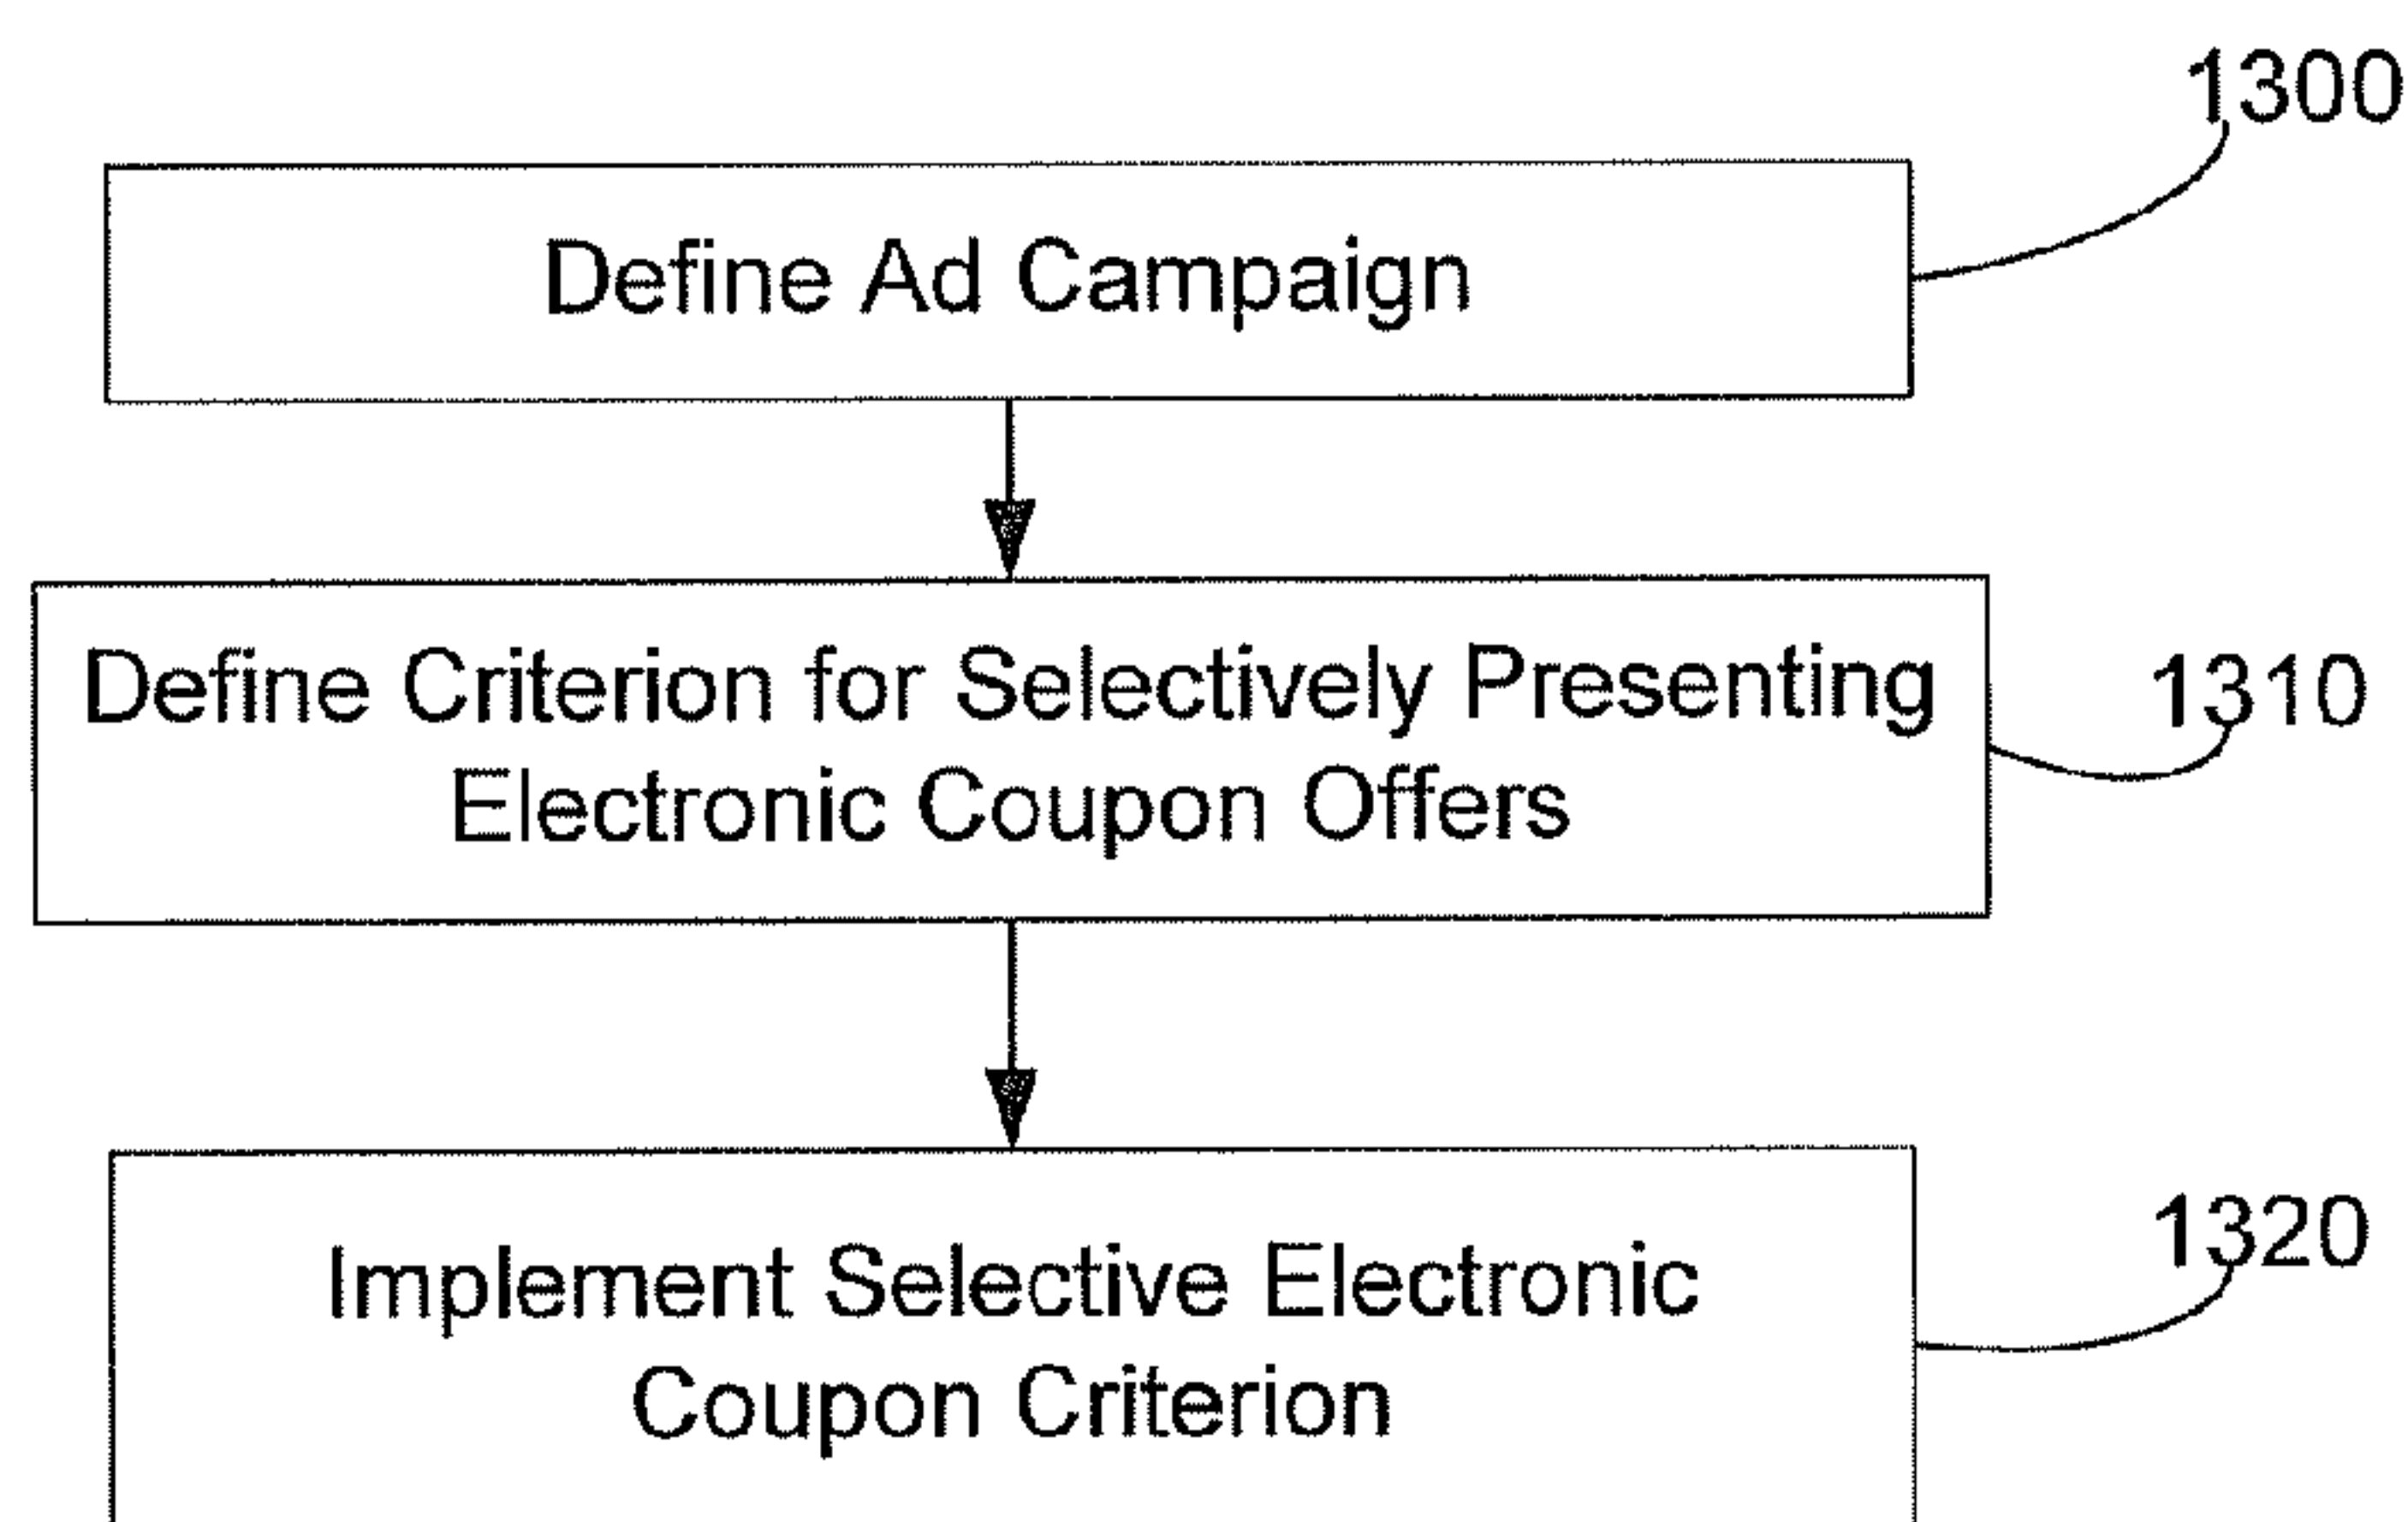 1300
Define Ad Campaign
Define Criterion for Selectively Presenting
1310
Electronic Coupon Offers
1320
Implement Selective Electronic
Coupon Criterion